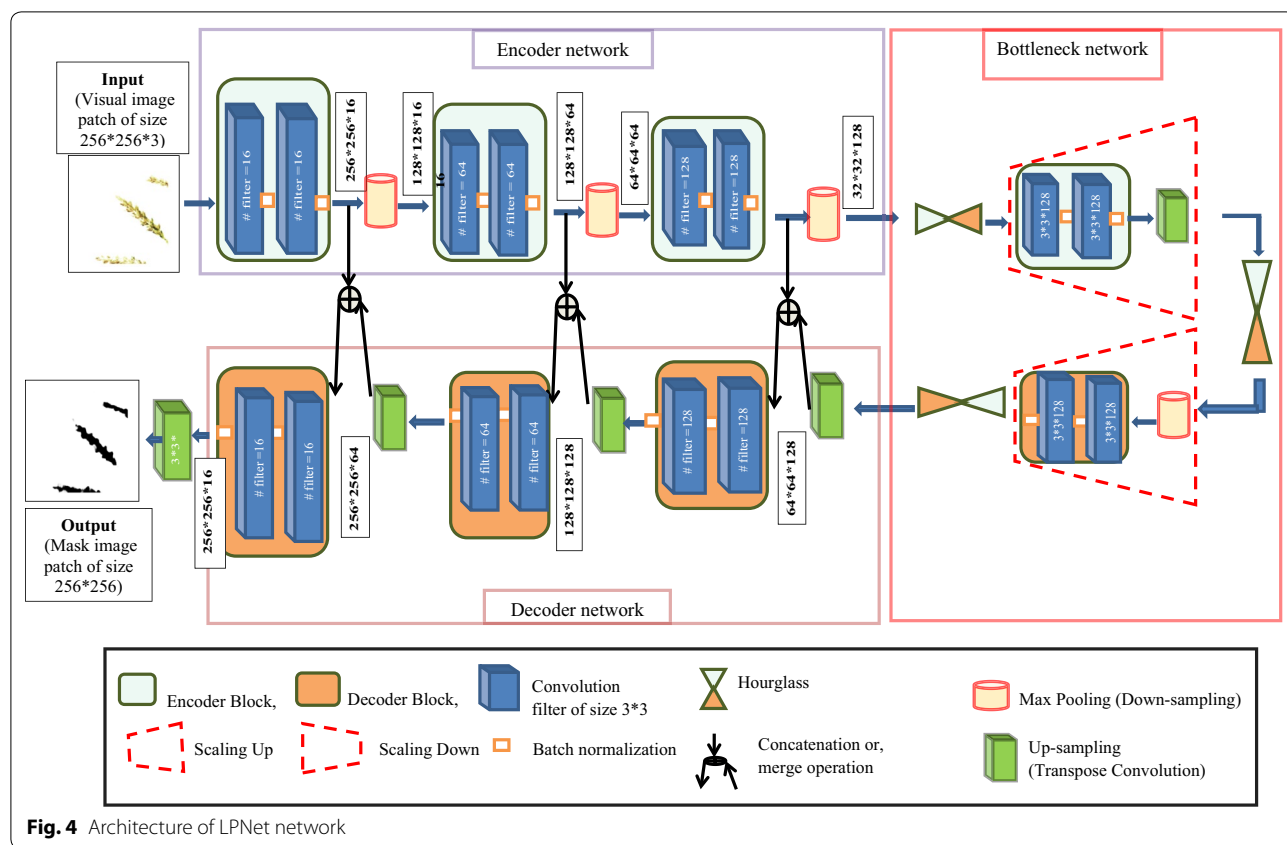 Encoder network
Bottleneck network
Input
(Visual image
patch of size
256*256*3)
# filter =16
# filter =16
256*256*16
128*128*16
16
# filter = 64
# filter = 64
128*128*64
64*64*64
# filter =128
# filter =128
32*32*128
3*3*128
3*3*128
Output
(Mask image
patch of size
256*256)
3*3*
256*256*16
# filter =16
# filter =16
256*256*64
# filter = 64
# filter = 64
128*128*128
# filter =128
# filter =128
64*64*128
3*3*128
3*3*128
Decoder network
Encoder Block,
Decoder Block,
Convolution
filter of size 3*3
Hourglass
Max Pooling (Down-sampling)
Scaling Up
Scaling Down
Batch normalization
Concatenation or,
merge operation
Up-sampling
(Transpose Convolution)
Fig. 4 Architecture of LPNet network